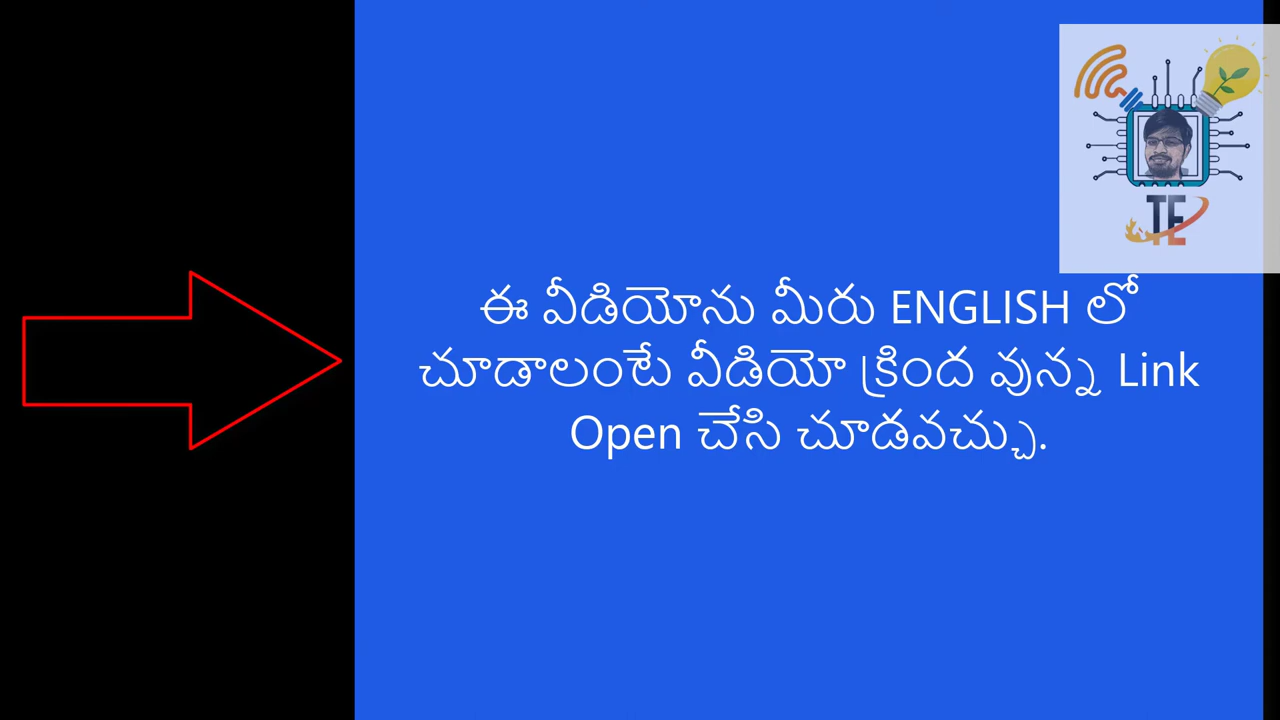 TE
ఈ వీడియోను మీరు ENGLISH లో
చూడాలంటే వీడియో క్రింద వున్న Link
Open చేసి చూడవచ్చు.